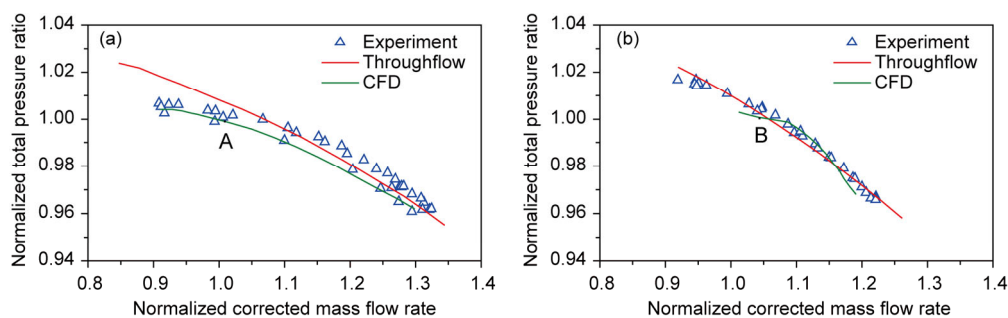 (a)
Experiment
Throughflow
CFD
A
Normalized total pressure ratio
1.04
1.02
1.00
0.98
0.96
0.94
0.8 0.9 1.0 1.1 1.2 1.3 1.4
Normalized corrected mass flow rate
(b)
Experiment
Throughflow
CFD
B
Normalized total pressure ratio
1.04
1.02
1.00
0.98
0.96
0.94
0.8 0.9 1.0 1.1 1.2 1.3 1.4
Normalized corrected mass flow rate